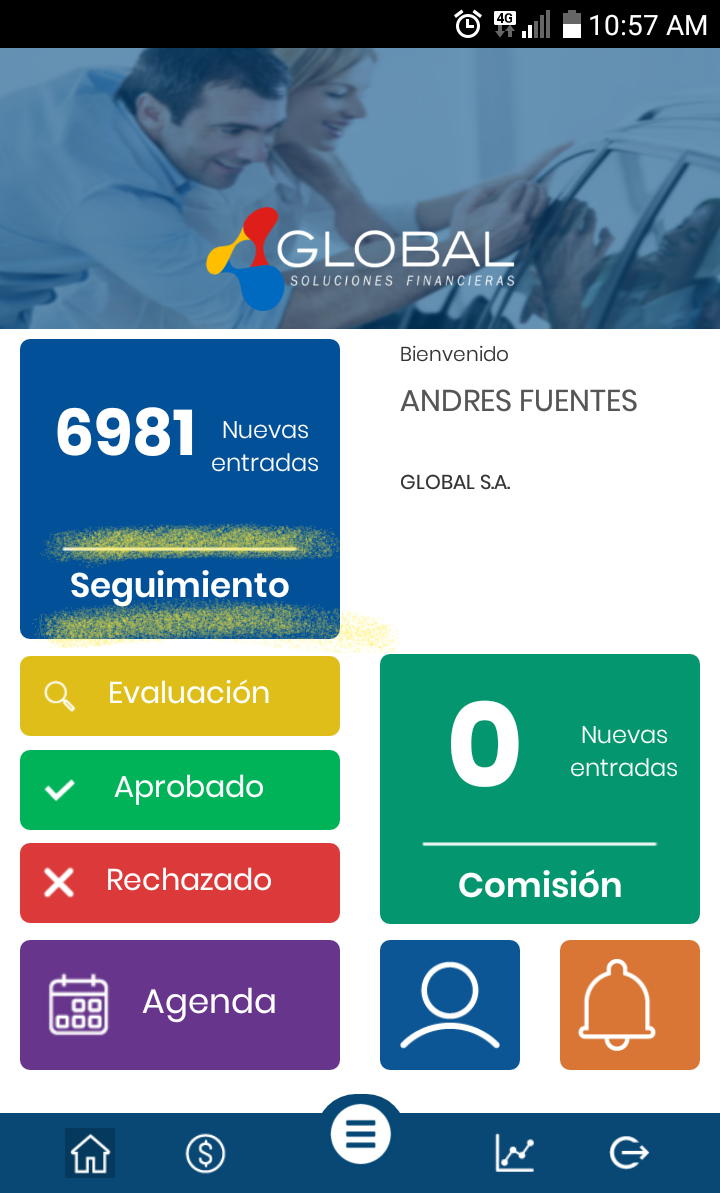 4G
10:57 AM
GLOBAL
SOLUCIONES FINANCIERAS
6981
Nuevas
entradas
Seguimiento
Bienvenido
ANDRES FUENTES
GLOBAL S.A.
Evaluación
Aprobado
Rechazado
0
Nuevas
entradas
Comisión
Agenda
$